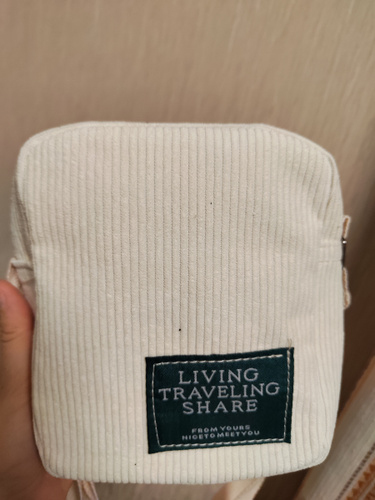 LIVING
TRAVELING
SHARE
FROM YOURS
NICETOMEETYOU